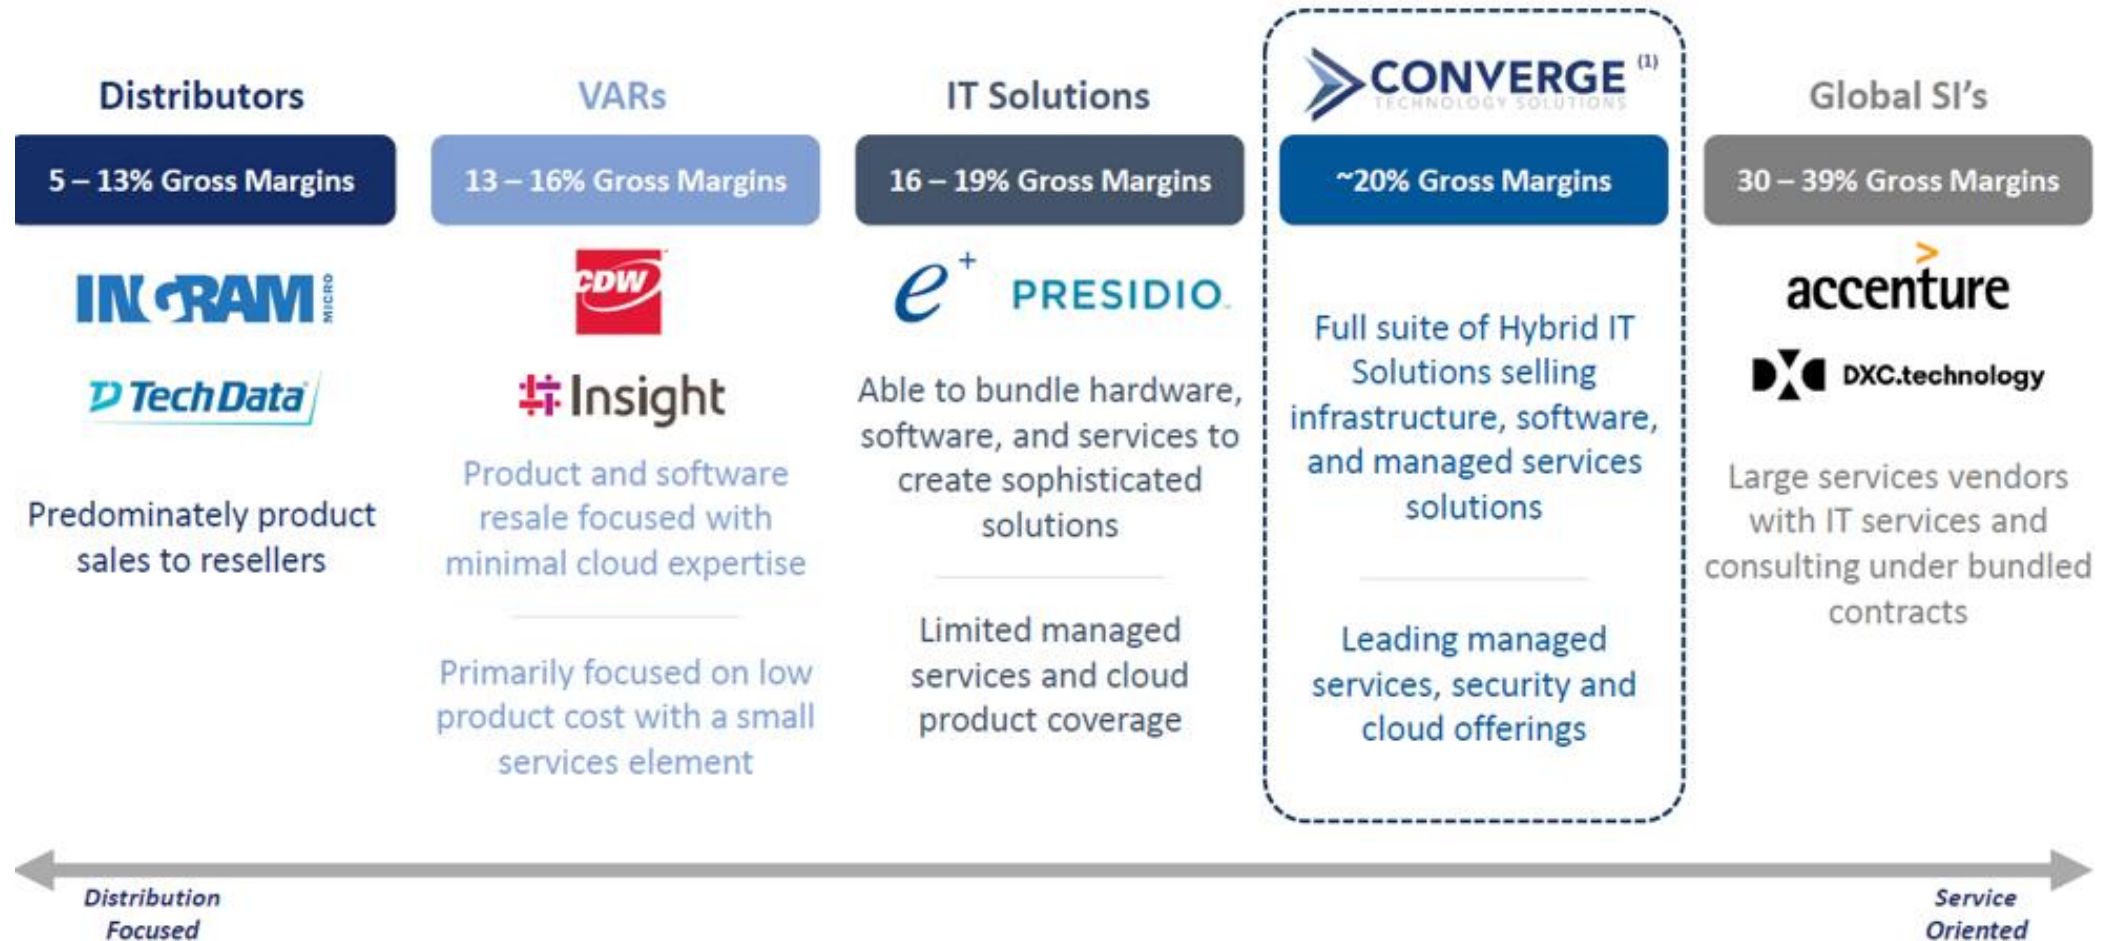 Distributors
5 – 13% Gross Margins
INGRAM MICRO
Tech Data
Predominately product
sales to resellers
VARs
13 – 16% Gross Margins
CDW
Insight
Product and software
resale focused with
minimal cloud expertise
Primarily focused on low
product cost with a small
services element
IT Solutions
16 – 19% Gross Margins
e+
PRESIDIO
Able to bundle hardware,
software, and services to
create sophisticated
solutions
Limited managed
services and cloud
product coverage
CONVERGE (1)
TECHNOLOGY SOLUTIONS
~20% Gross Margins
Full suite of Hybrid IT
Solutions selling
infrastructure, software,
and managed services
solutions
Leading managed
services, security and
cloud offerings
Global SI's
30 – 39% Gross Margins
accenture
DXC.technology
Large services vendors
with IT services and
consulting under bundled
contracts
Distribution
Focused
Service
Oriented